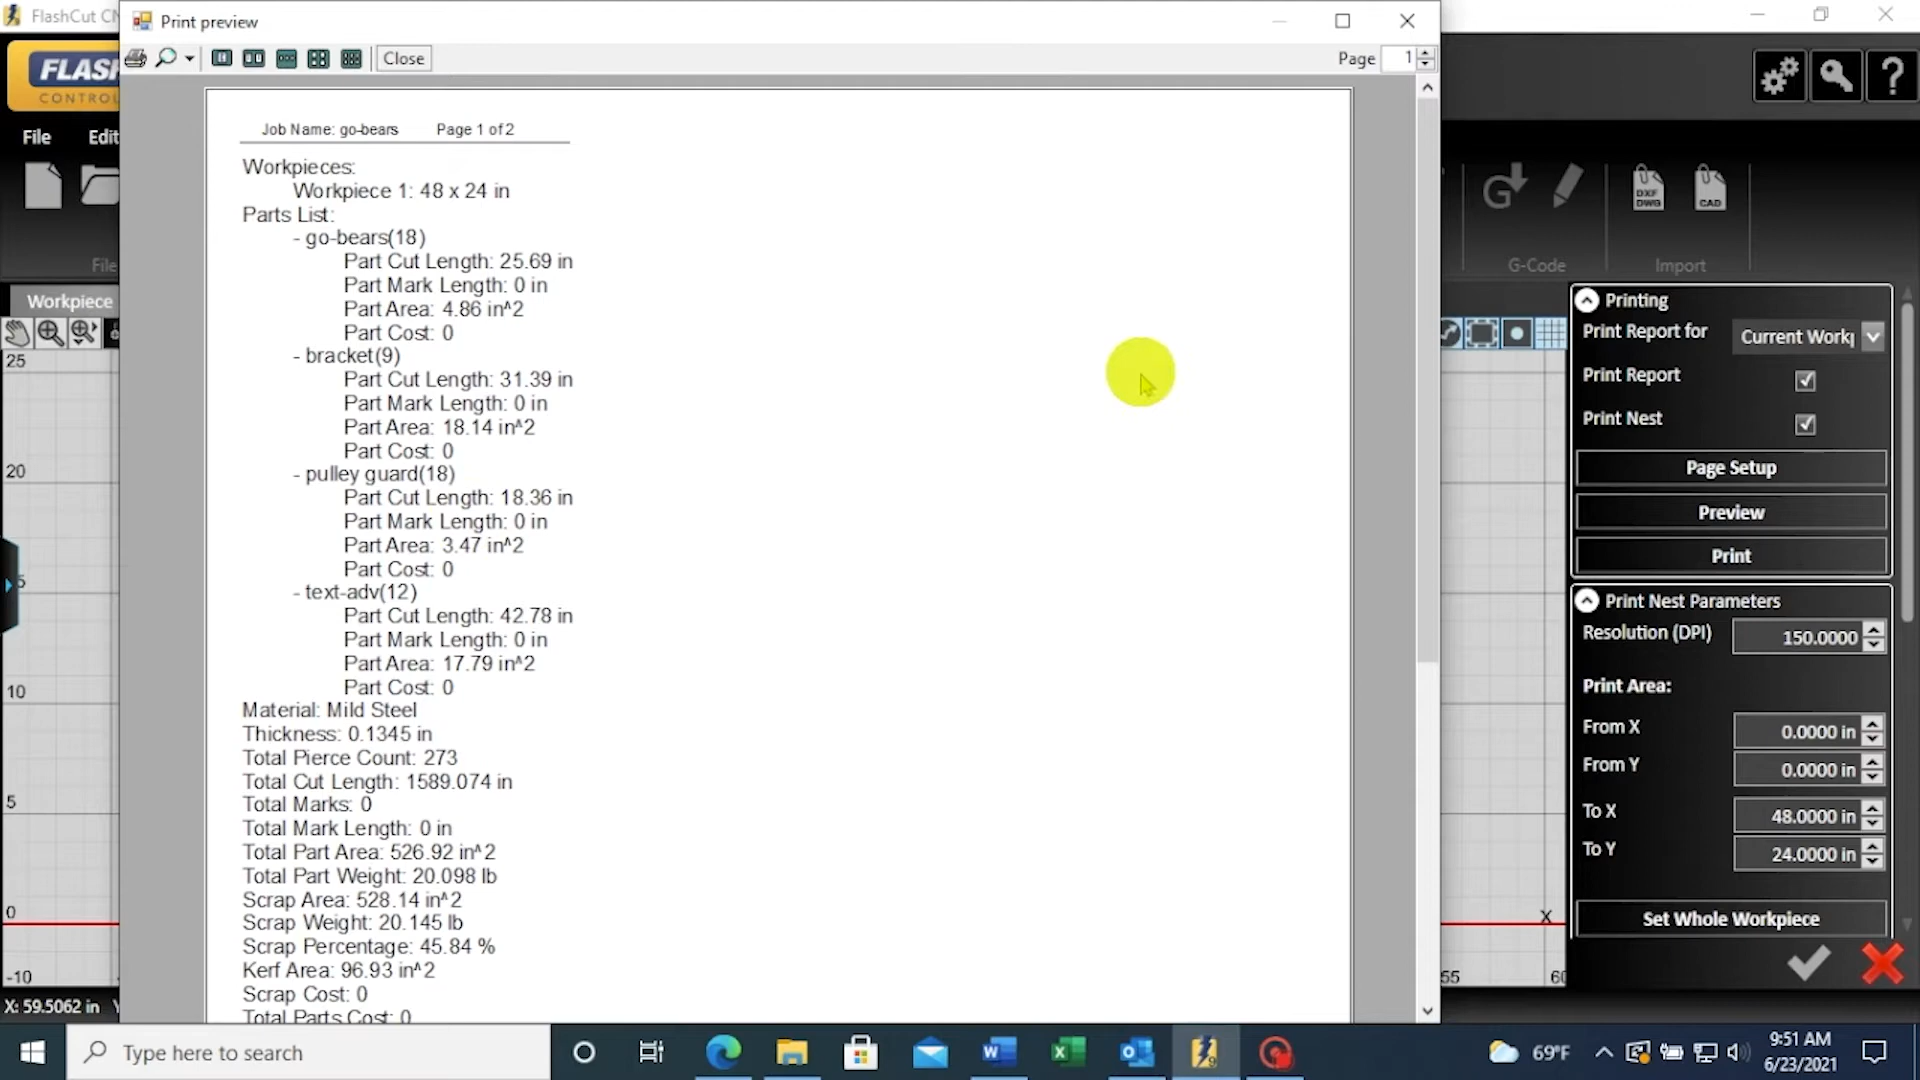 FlashCut CN
Print preview
Close
Page 1
FLASH
CONTROL
File Edit
File
G-Code
Import
DXF
DWG
CAD
Workpiece
Job Name: go-bears Page 1 of 2
Workpieces:
Workpiece 1: 48 x 24 in
Parts List:
- go-bears(18)
Part Cut Length: 25.69 in
Part Mark Length: 0 in
Part Area: 4.86 in^2
Part Cost: 0
- bracket(9)
Part Cut Length: 31.39 in
Part Mark Length: 0 in
Part Area: 18.14 in^2
Part Cost: 0
- pulley guard(18)
Part Cut Length: 18.36 in
Part Mark Length: 0 in
Part Area: 3.47 in^2
Part Cost: 0
- text-adv(12)
Part Cut Length: 42.78 in
Part Mark Length: 0 in
Part Area: 17.79 in^2
Part Cost: 0
Material: Mild Steel
Thickness: 0.1345 in
Total Pierce Count: 273
Total Cut Length: 1589.074 in
Total Marks: 0
Total Mark Length: 0 in
Total Part Area: 526.92 in^2
Total Part Weight: 20.098 lb
Scrap Area: 528.14 in^2
Scrap Weight: 20.145 lb
Scrap Percentage: 45.84 %
Kerf Area: 96.93 in^2
Scrap Cost: 0
Total Parts Cost: 0
25
20
5
10
5
0
-10
55
60
X
X: 59.5062 in Y
Printing
Print Report for Current Work
Print Report
Print Nest
Page Setup
Preview
Print
Print Nest Parameters
Resolution (DPI) 150.0000
Print Area:
From X 0.0000 in
From Y 0.0000 in
To X 48.0000 in
To Y 24.0000 in
Set Whole Workpiece
Type here to search
69°F
9:51 AM
6/23/2021